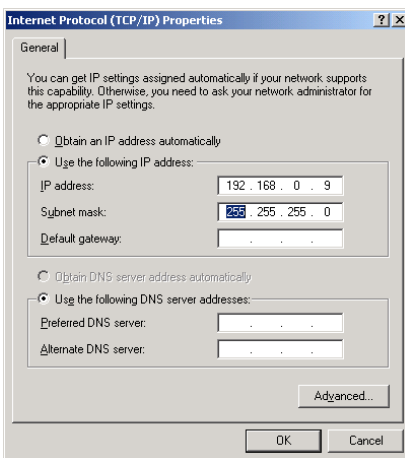 Internet Protocol (TCP/IP) Properties
General
You can get IP settings assigned automatically if your network supports
this capability. Otherwise, you need to ask your network administrator for
the appropriate IP settings.
Obtain an IP address automatically
Use the following IP address:
IP address: 192 . 168 . 0 . 9
Subnet mask: 255 . 255 . 255 . 0
Default gateway: . . .
Obtain DNS server address automatically
Use the following DNS server addresses:
Preferred DNS server: . . .
Alternate DNS server: . . .
Advanced...
OK Cancel